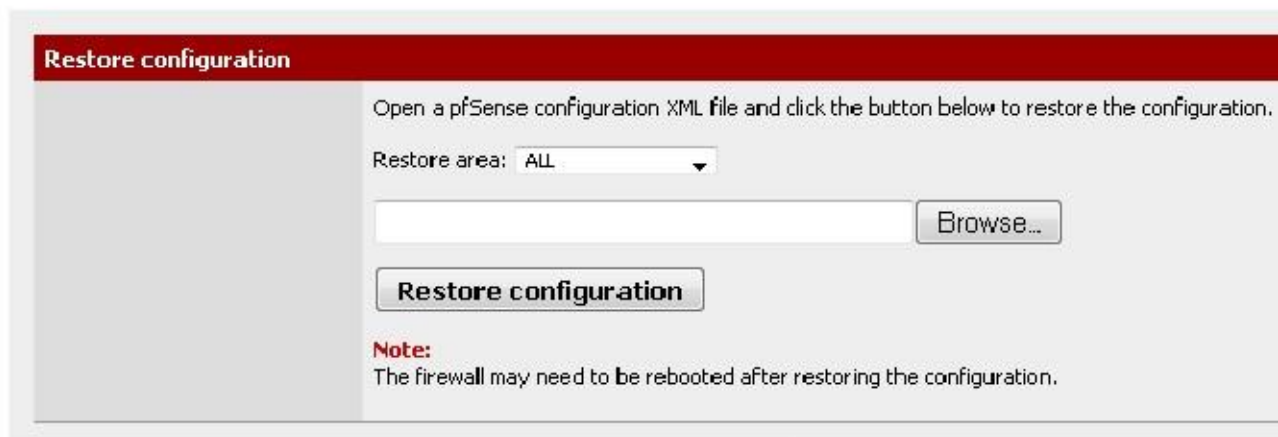 Restore configuration
Open a pfSense configuration XML file and click the button below to restore the configuration.
Restore area: ALL
Browse...
Restore configuration
Note:
The firewall may need to be rebooted after restoring the configuration.